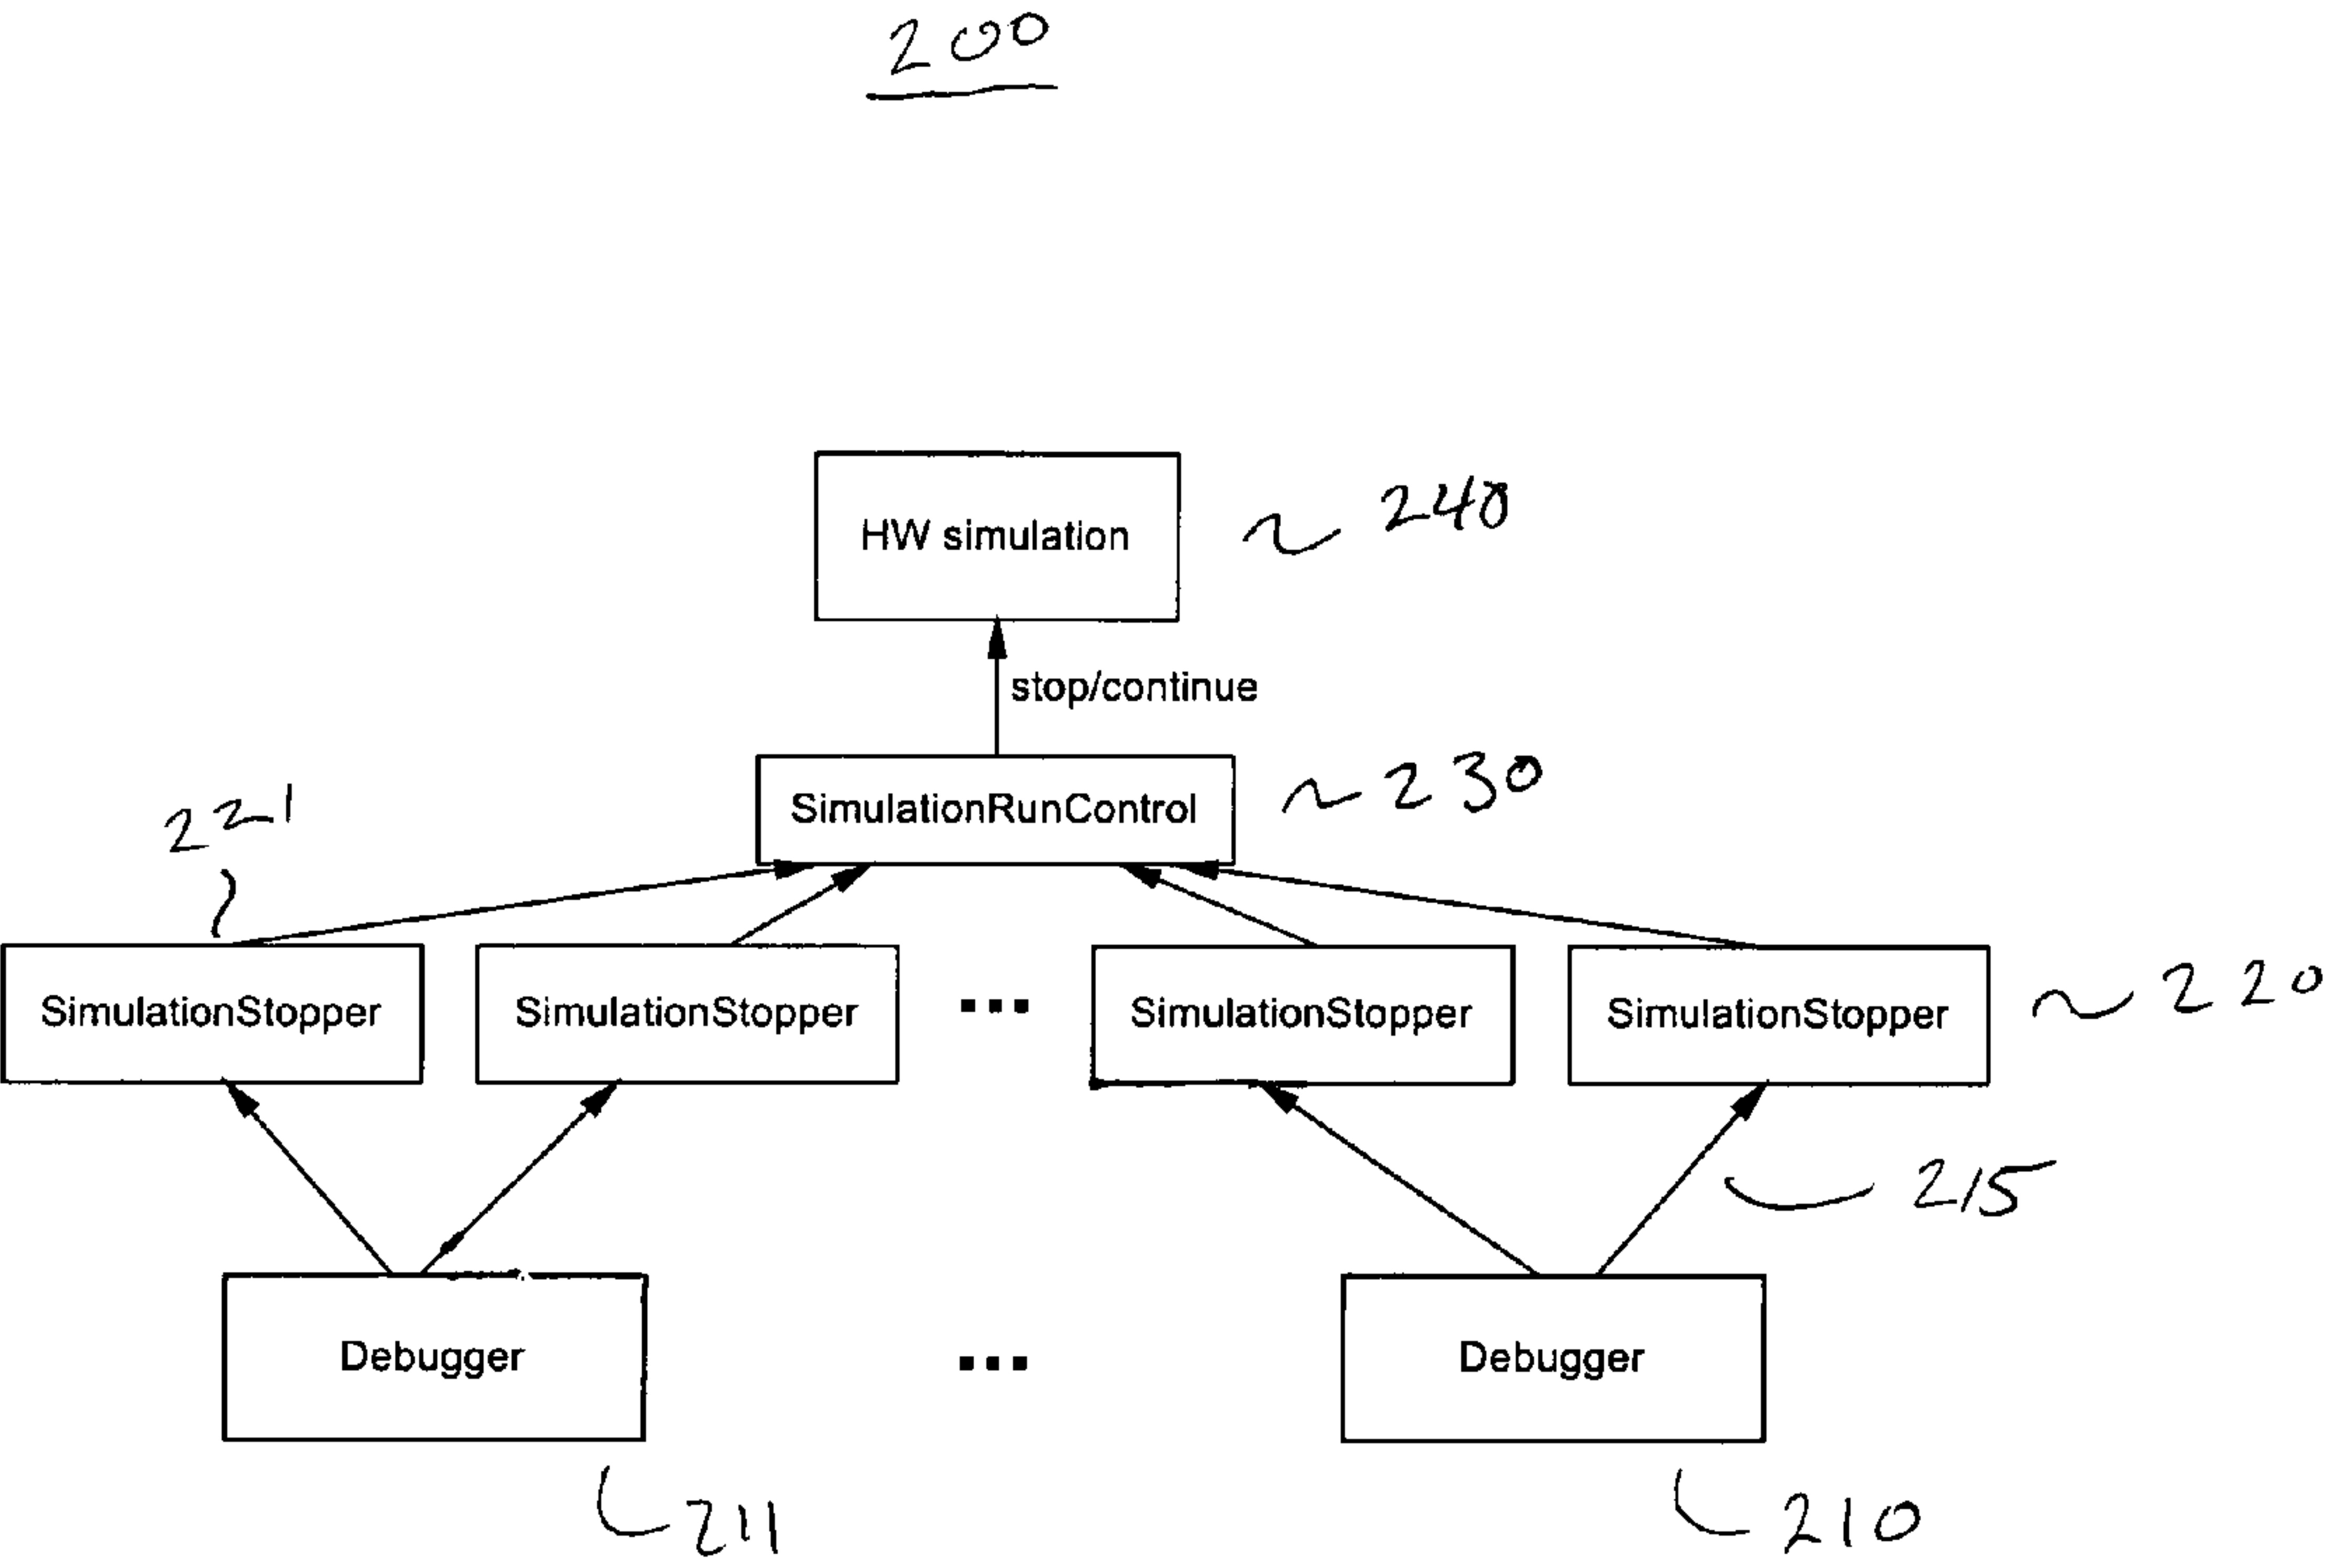 200
HW simulation
240
stop/continue
SimulationRunControl
230
221
SimulationStopper
SimulationStopper
...
SimulationStopper
SimulationStopper
220
215
Debugger
...
Debugger
211
210